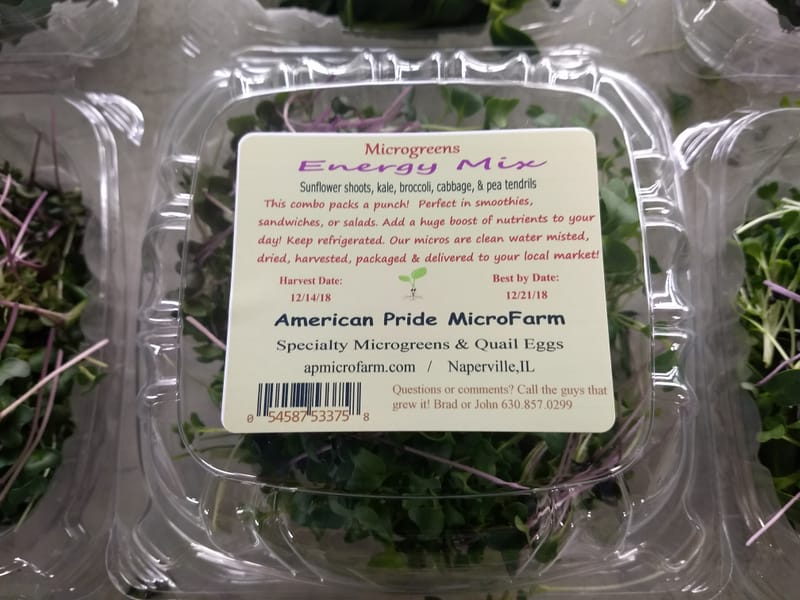 Microgreens
Energy Mix
Sunflower shoots, kale, broccoli, cabbage, & pea tendrils
This combo packs a punch! Perfect in smoothies,
sandwiches, or salads. Add a huge boost of nutrients to your
day! Keep refrigerated. Our micros are clean water misted,
dried, harvested, packaged & delivered to your local market!
Harvest Date:
12/14/18
Best by Date:
12/21/18
American Pride MicroFarm
Specialty Microgreens & Quail Eggs
apmicrofarm.com / Naperville,IL
0 54587 53375 8
Questions or comments? Call the guys that
grew it! Brad or John 630.857.0299